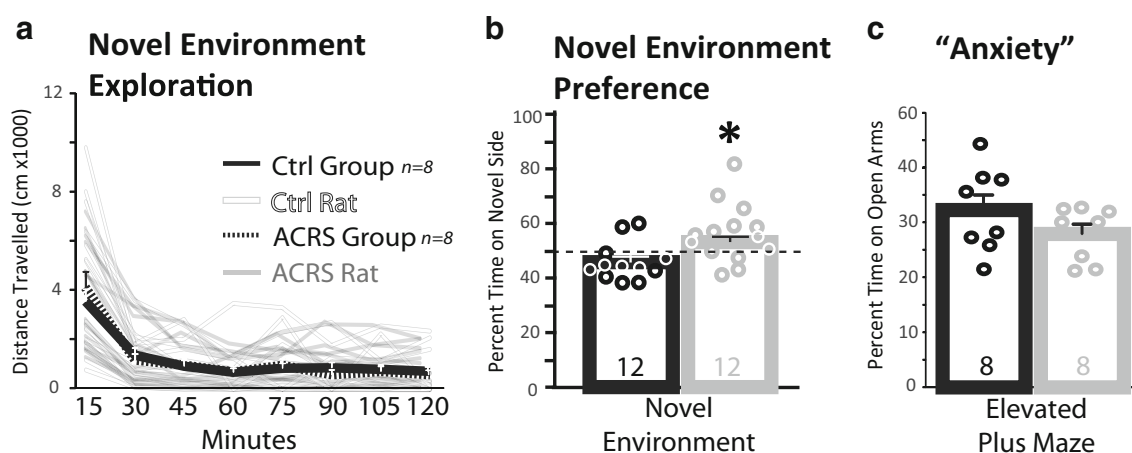 a
Novel Environment
Exploration
12
8
4
0
Distance Travelled (cm x1000)
Ctrl Group n=8
Ctrl Rat
ACRS Group n=8
ACRS Rat
15 30 45 60 75 90 105 120
Minutes
b
Novel Environment
Preference
100
80
60
40
20
0
Percent Time on Novel Side
*
12 12
Novel
Environment
c
“Anxiety”
60
50
40
30
20
10
0
Percent Time on Open Arms
8 8
Elevated
Plus Maze